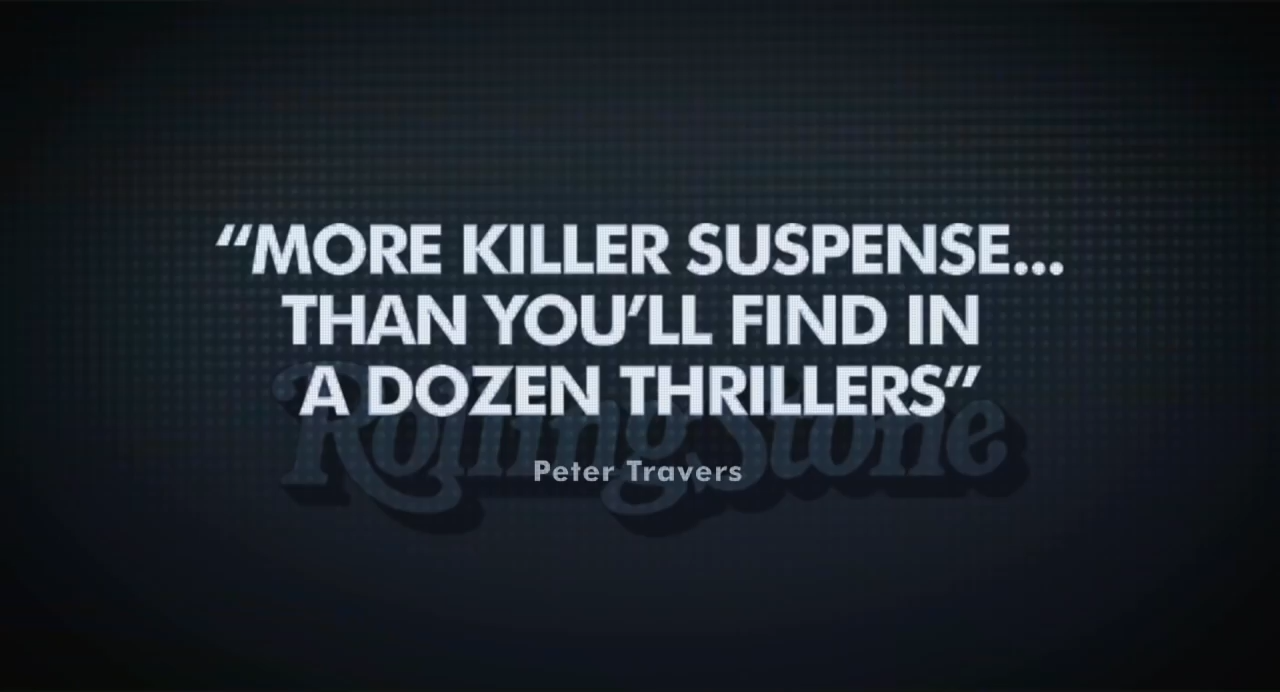 “MORE KILLER SUSPENSE...
THAN YOU’LL FIND IN
A DOZEN THRILLERS”
Rolling Stone
Peter Travers